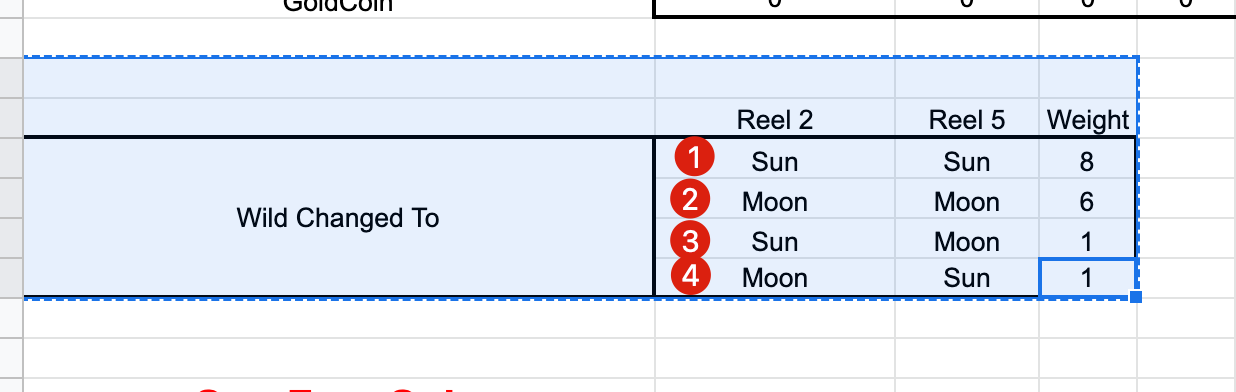 GoldCoin 0 0 0 0
Reel 2 Reel 5 Weight
1 Sun Sun 8
2 Moon Moon 6
Wild Changed To
3 Sun Moon 1
4 Moon Sun 1